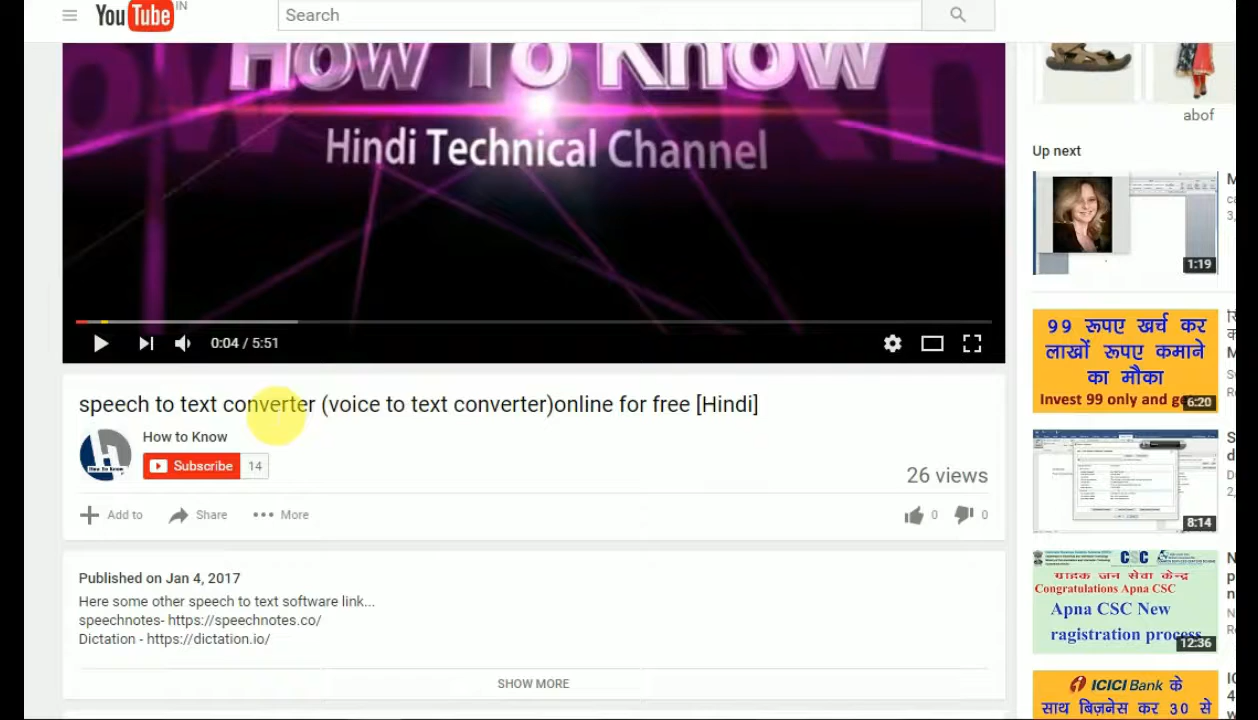 YouTube IN
Search
How To Know
Hindi Technical Channel
0:04 / 5:51
speech to text converter (voice to text converter)online for free [Hindi]
How to Know
Subscribe 14
26 views
Add to Share More
0 0
Published on Jan 4, 2017
Here some other speech to text software link...
speechnotes- https://speechnotes.co/
Dictation - https://dictation.io/
SHOW MORE
abof
Up next
1:19
99 रूपए खर्च कर
लाखों रूपए कमाने
का मौका
Invest 99 only and ge
6:20
8:14
CSC
ग्राहक जन सेवा केन्द्र
Congratulations Apna CSC
Apna CSC New
ragistration process
12:36
ICICI Bank के
साथ बिज़नेस कर 30 से